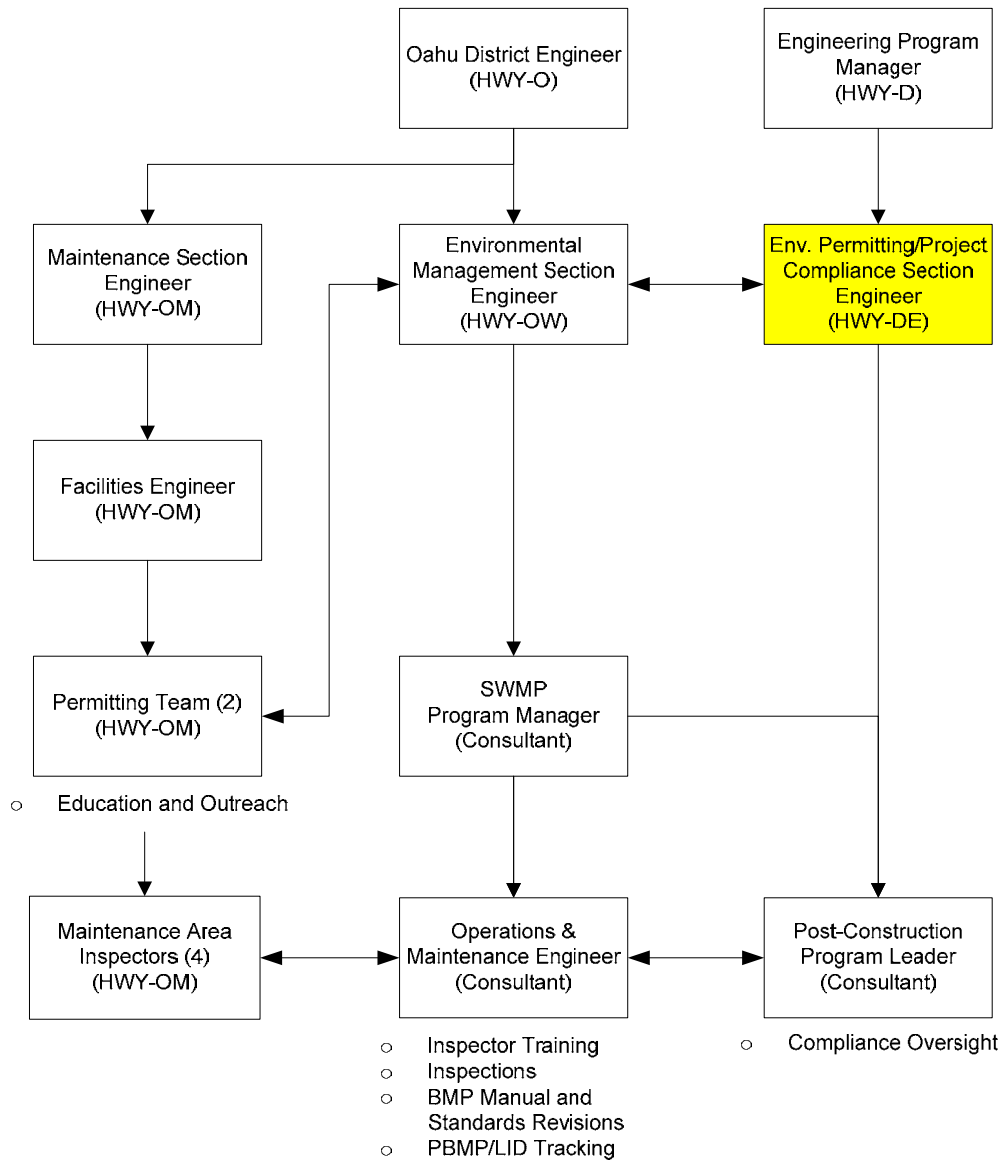 Oahu District Engineer
(HWY-O)
Engineering Program
Manager
(HWY-D)
Maintenance Section
Engineer
(HWY-OM)
Environmental
Management Section
Engineer
(HWY-OW)
Env. Permitting/Project
Compliance Section
Engineer
(HWY-DE)
Facilities Engineer
(HWY-OM)
Permitting Team (2)
(HWY-OM)
o Education and Outreach
SWMP
Program Manager
(Consultant)
Maintenance Area
Inspectors (4)
(HWY-OM)
Operations &
Maintenance Engineer
(Consultant)
o Inspector Training
o Inspections
o BMP Manual and
Standards Revisions
o PBMP/LID Tracking
Post-Construction
Program Leader
(Consultant)
o Compliance Oversight